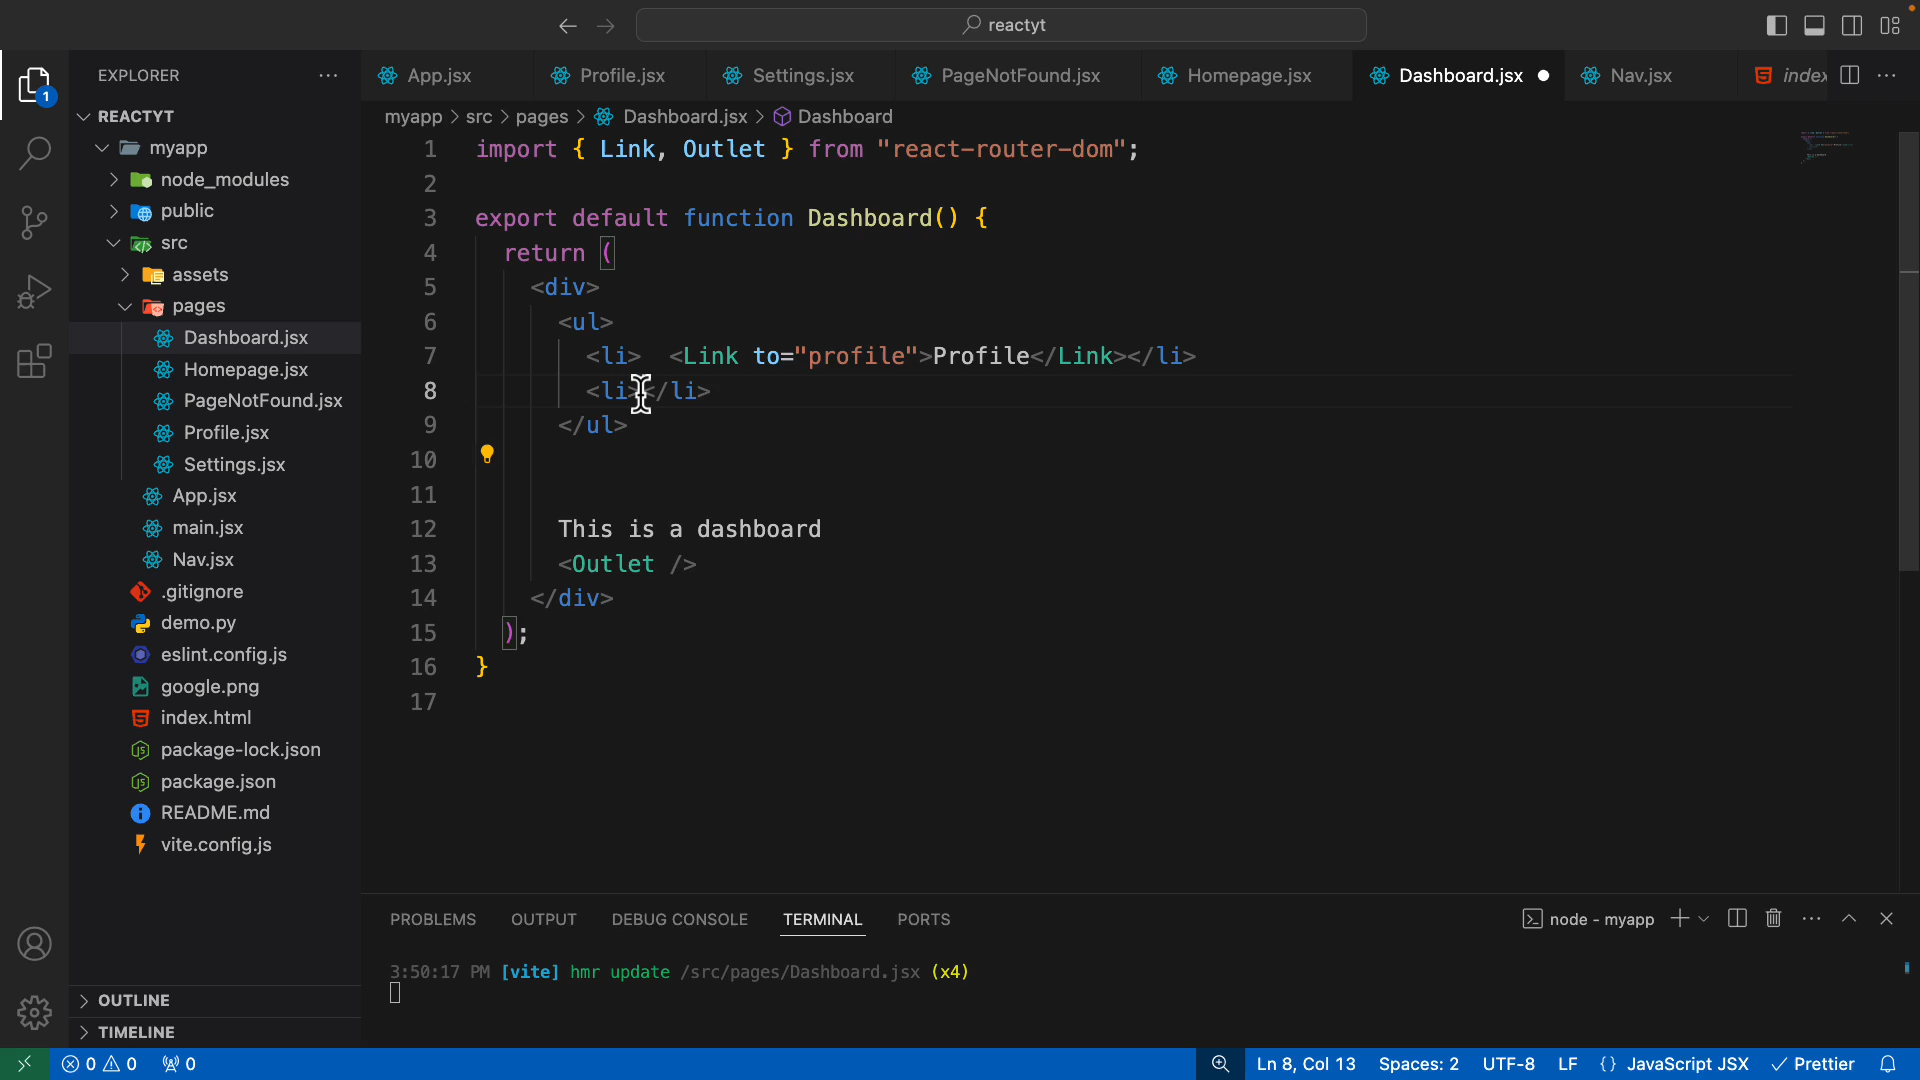 reactyt
EXPLORER
REACTYT
myapp
node_modules
public
src
assets
pages
Dashboard.jsx
Homepage.jsx
PageNotFound.jsx
Profile.jsx
Settings.jsx
App.jsx
main.jsx
Nav.jsx
.gitignore
demo.py
eslint.config.js
google.png
index.html
package-lock.json
package.json
README.md
vite.config.js
OUTLINE
TIMELINE
1
App.jsx Profile.jsx Settings.jsx PageNotFound.jsx Homepage.jsx Dashboard.jsx Nav.jsx index
myapp > src > pages > Dashboard.jsx > Dashboard
1 import { Link, Outlet } from "react-router-dom";
2
3 export default function Dashboard() {
4 return (
5 <div>
6 <ul>
7 <li> <Link to="profile">Profile</Link></li>
8 <li></li>
9 </ul>
10
11
12 This is a dashboard
13 <Outlet />
14 </div>
15 );
16 }
17
PROBLEMS OUTPUT DEBUG CONSOLE TERMINAL PORTS
node - myapp
3:50:17 PM [vite] hmr update /src/pages/Dashboard.jsx (x4)
0 0 0
Ln 8, Col 13 Spaces: 2 UTF-8 LF {} JavaScript JSX Prettier